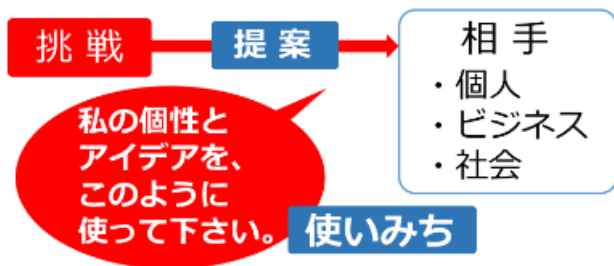 挑戦
提案
相手
・個人
・ビジネス
・社会
私の個性と
アイデアを、
このように
使って下さい。
使いみち